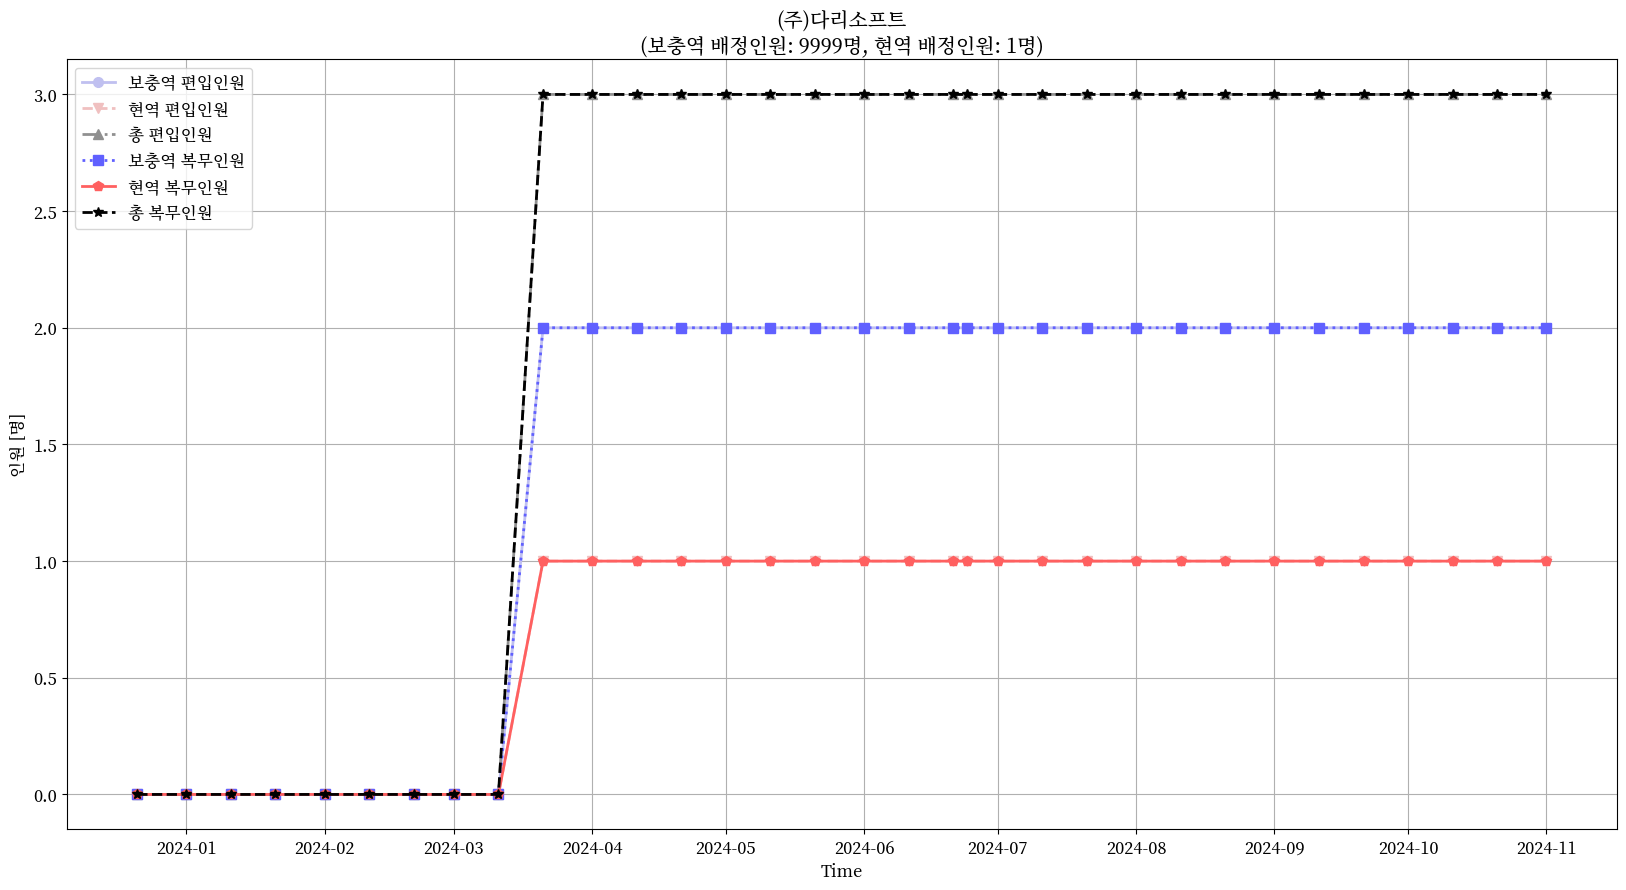 (주)다리소프트
(보충역 배정인원: 9999명, 현역 배정인원: 1명)
보충역 편입인원
현역 편입인원
총 편입인원
보충역 복무인원
현역 복무인원
총 복무인원
3.0
2.5
2.0
1.5
1.0
0.5
0.0
인원 [명]
2024-01 2024-02 2024-03 2024-04 2024-05 2024-06 2024-07 2024-08 2024-09 2024-10 2024-11
Time